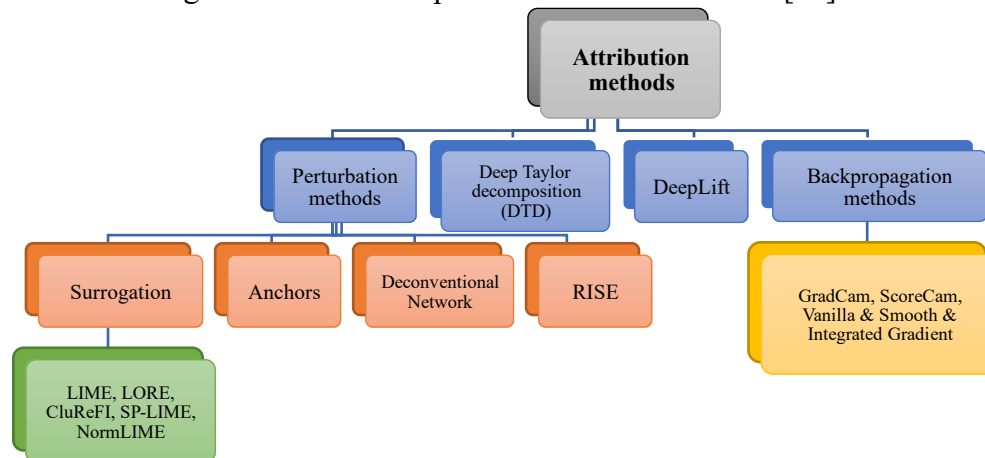 Attribution
methods
Perturbation
methods
Deep Taylor
decomposition
(DTD)
DeepLift
Backpropagation
methods
Surrogation
Anchors
Deconventional
Network
RISE
GradCam, ScoreCam,
Vanilla & Smooth &
Integrated Gradient
LIME, LORE,
CluReFI, SP-LIME,
NormLIME